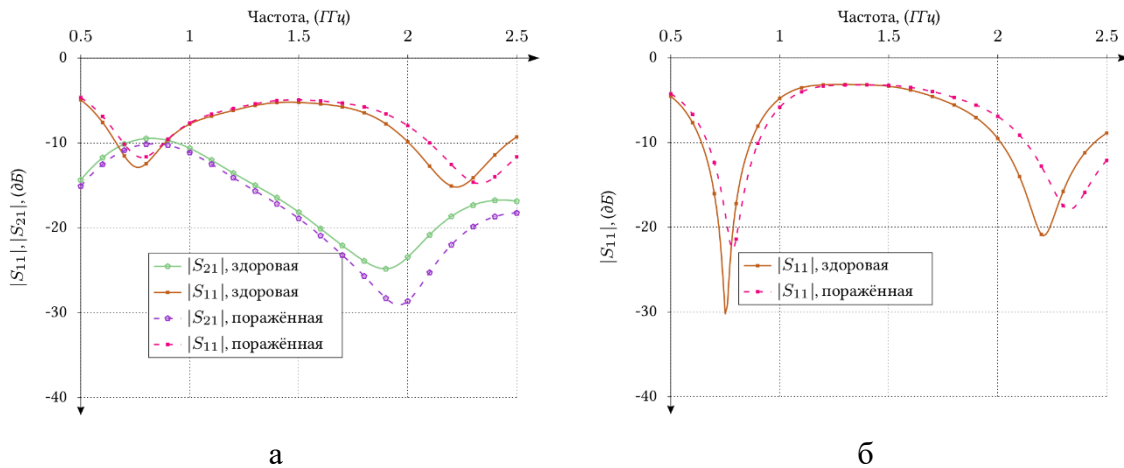 Частота, (ГГц)
0.5 1 1.5 2 2.5
0
-10
-20
-30
-40
|S11|, |S21|, (дБ)
|S21|, здоровая
|S11|, здоровая
|S21|, поражённая
|S11|, поражённая
а
Частота, (ГГц)
0.5 1 1.5 2 2.5
0
-10
-20
-30
-40
|S11|, (дБ)
|S11|, здоровая
|S11|, поражённая
б